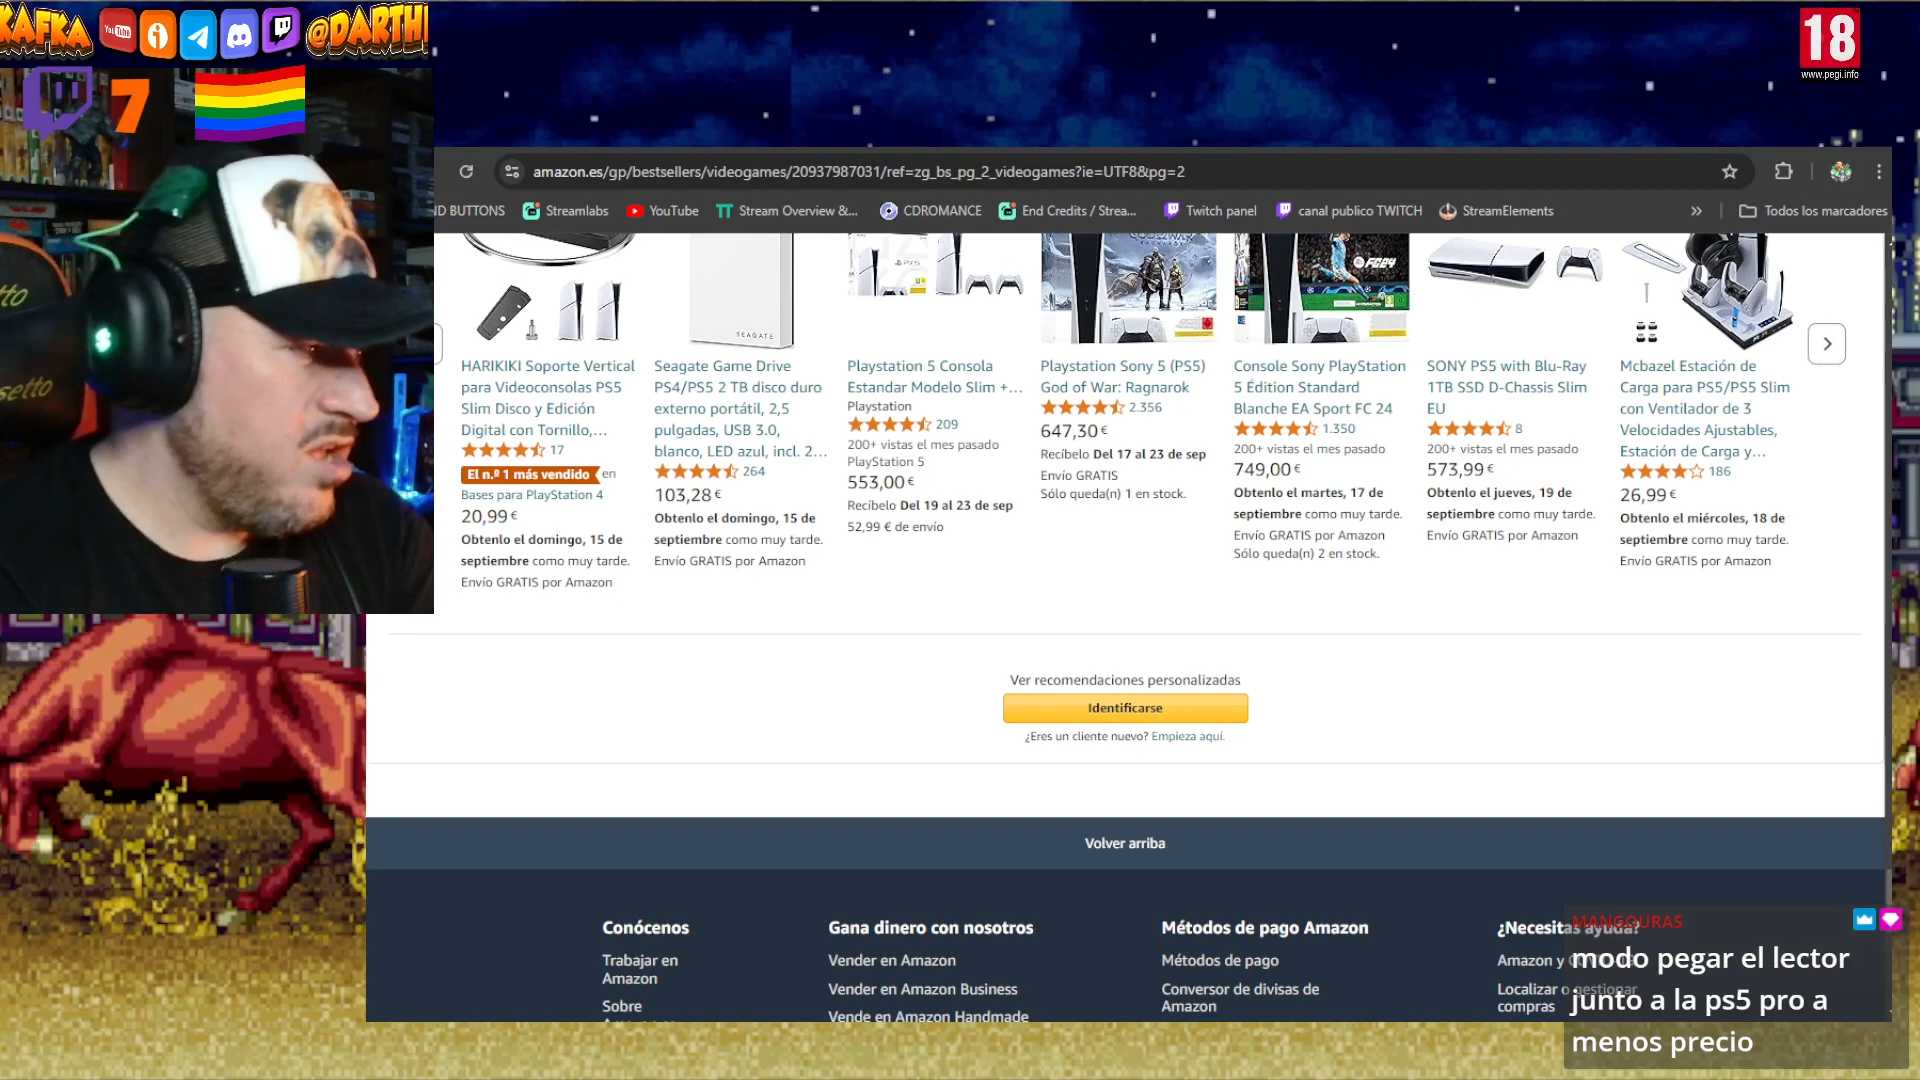 KAFKA
YouTube
@DARTH
7
18
www.pegi.info
amazon.es/gp/bestsellers/videogames/20937987031/ref=zg_bs_pg_2_videogames?ie=UTF8&pg=2
ND BUTTONS
Streamlabs
YouTube
Stream Overview &...
CDROMANCE
End Credits / Strea...
Twitch panel
canal publico TWITCH
StreamElements
»
Todos los marcadores
HARIKIKI Soporte Vertical
para Videoconsolas PS5
Slim Disco y Edición
Digital con Tornillo,...
17
El n.º 1 más vendido en
Bases para PlayStation 4
20,99 €
Obtenlo el domingo, 15 de
septiembre como muy tarde.
Envío GRATIS por Amazon
SEAGATE
Seagate Game Drive
PS4/PS5 2 TB disco duro
externo portátil, 2,5
pulgadas, USB 3.0,
blanco, LED azul, incl. 2...
264
103,28 €
Obtenlo el domingo, 15 de
septiembre como muy tarde.
Envío GRATIS por Amazon
PS5
Playstation 5 Consola
Estandar Modelo Slim +...
Playstation
209
200+ vistas el mes pasado
PlayStation 5
553,00 €
Recíbelo Del 19 al 23 de sep
52,99 € de envío
RAGNARÖK
Playstation Sony 5 (PS5)
God of War: Ragnarok
2.356
647,30 €
Recíbelo Del 17 al 23 de sep
Envío GRATIS
Sólo queda(n) 1 en stock.
FC24
Console Sony PlayStation
5 Édition Standard
Blanche EA Sport FC 24
1.350
200+ vistas el mes pasado
749,00 €
Obtenlo el martes, 17 de
septiembre como muy tarde.
Envío GRATIS por Amazon
Sólo queda(n) 2 en stock.
SONY PS5 with Blu-Ray
1TB SSD D-Chassis Slim
EU
8
200+ vistas el mes pasado
573,99 €
Obtenlo el jueves, 19 de
septiembre como muy tarde.
Envío GRATIS por Amazon
Mcbazel Estación de
Carga para PS5/PS5 Slim
con Ventilador de 3
Velocidades Ajustables,
Estación de Carga y...
186
26,99 €
Obtenlo el miércoles, 18 de
septiembre como muy tarde.
Envío GRATIS por Amazon
Ver recomendaciones personalizadas
Identificarse
¿Eres un cliente nuevo? Empieza aquí.
Volver arriba
Conócenos
Trabajar en
Amazon
Sobre
Gana dinero con nosotros
Vender en Amazon
Vender en Amazon Business
Vende en Amazon Handmade
Métodos de pago Amazon
Métodos de pago
Conversor de divisas de
Amazon
¿Necesitas ayuda?
Amazon y
Localizar o gestionar
compras
MANGOURAS
modo pegar el lector
junto a la ps5 pro a
menos precio